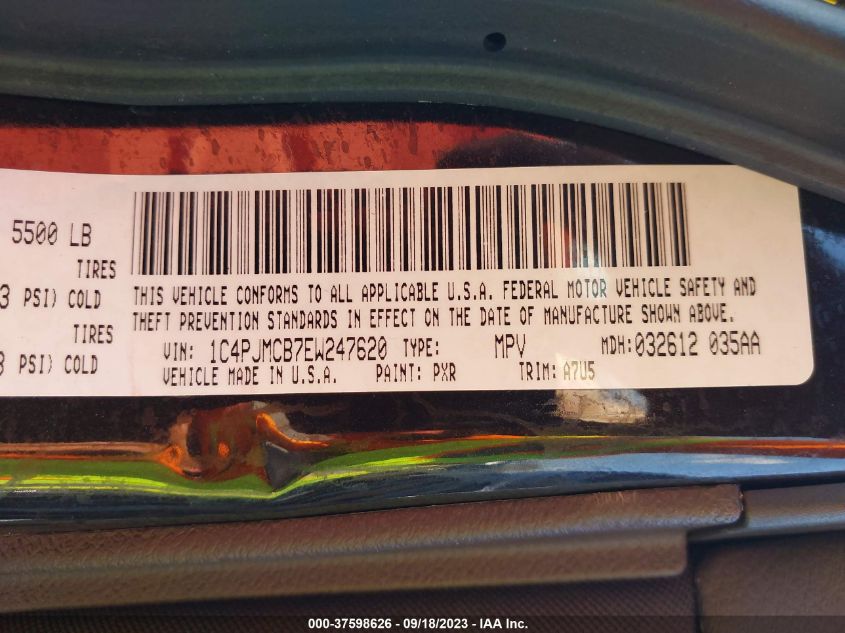 5500 LB
TIRES
3 PSI) COLD
TIRES
PSI) COLD
THIS VEHICLE CONFORMS TO ALL APPLICABLE U.S.A. FEDERAL MOTOR VEHICLE SAFETY AND
THEFT PREVENTION STANDARDS IN EFFECT ON THE DATE OF MANUFACTURE SHOWN ABOVE.
VIN: 1C4PJMCB7EW247620 TYPE: MPV MDH:032612 035AA
VEHICLE MADE IN U.S.A. PAINT: PXR TRIM: A7U5
000-37598626 - 09/18/2023 - IAA Inc.